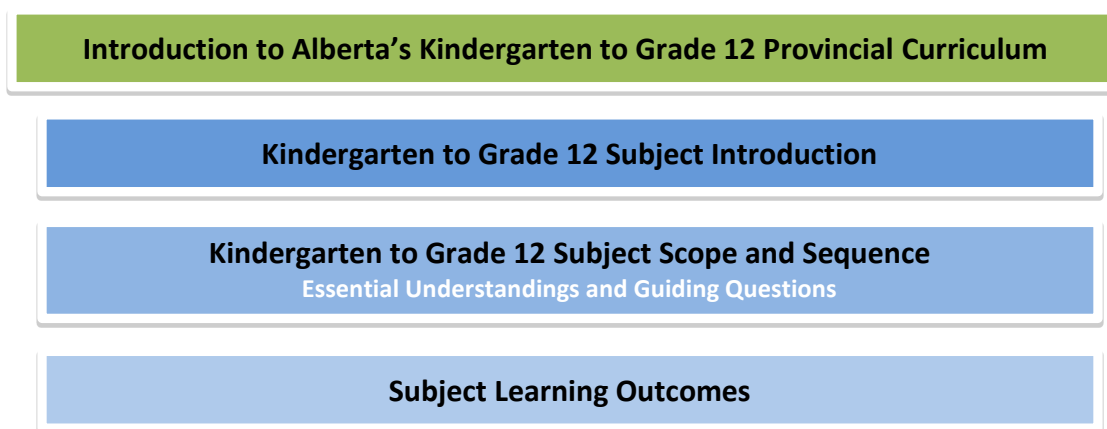 Introduction to Alberta’s Kindergarten to Grade 12 Provincial Curriculum
Kindergarten to Grade 12 Subject Introduction
Kindergarten to Grade 12 Subject Scope and Sequence
Essential Understandings and Guiding Questions
Subject Learning Outcomes